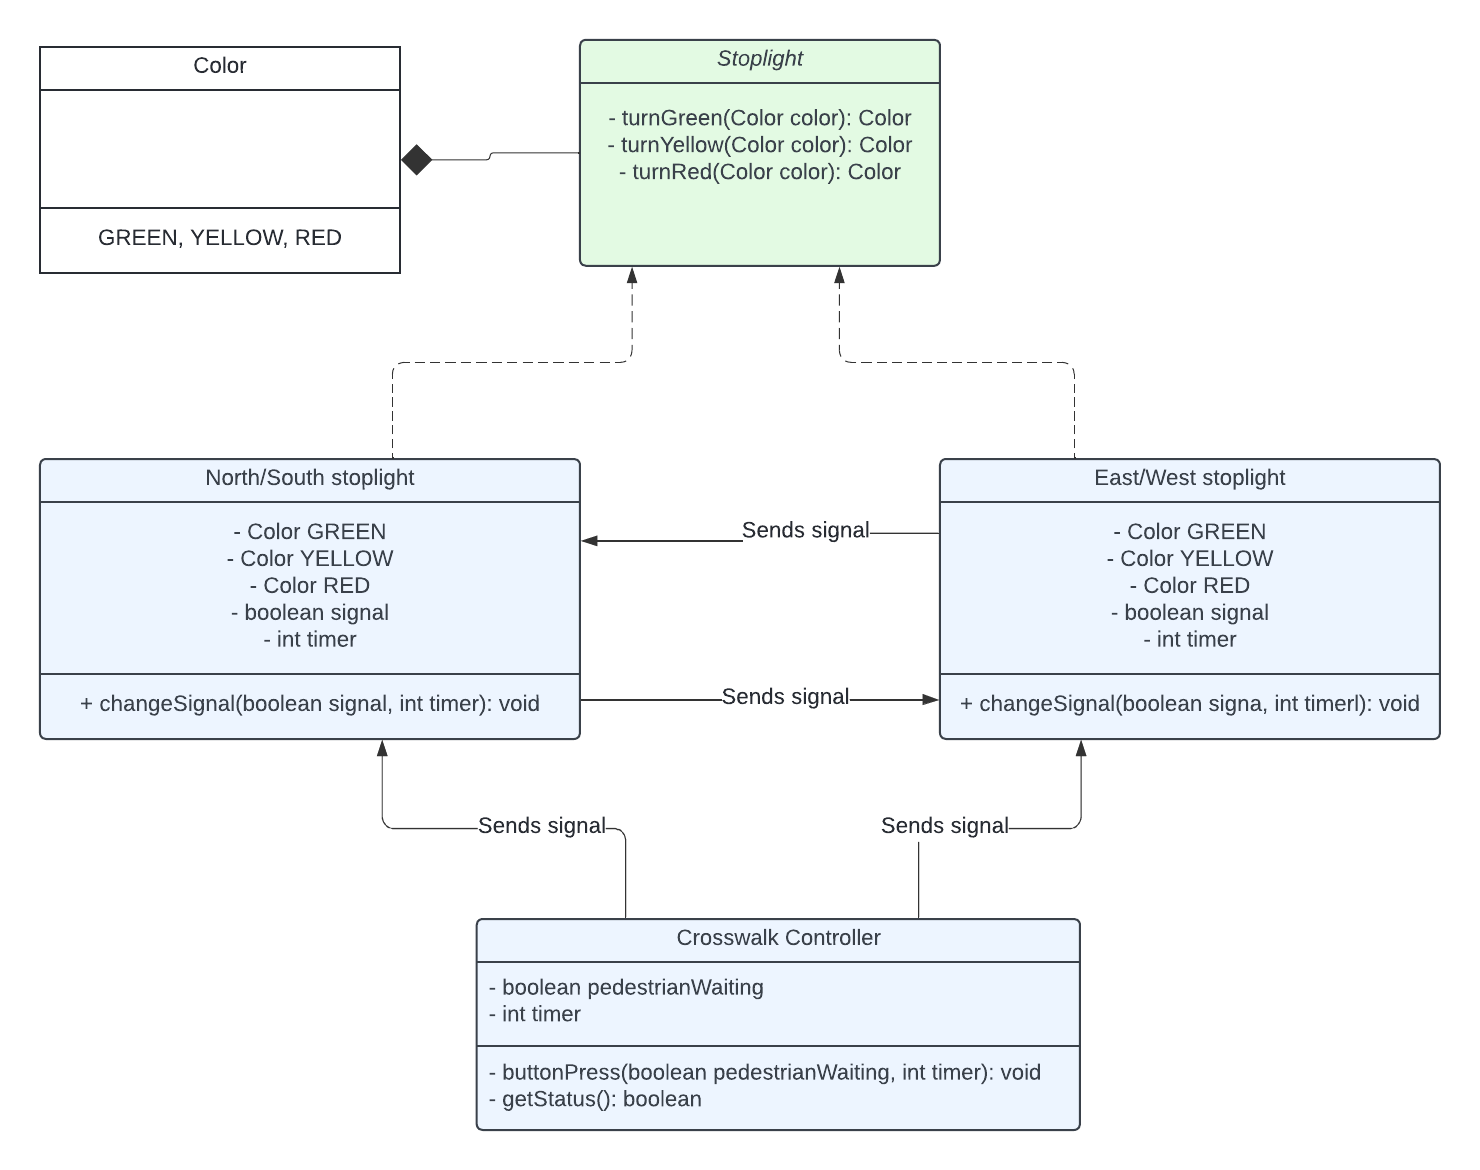 Color
GREEN, YELLOW, RED
Stoplight
- turnGreen(Color color): Color
- turnYellow(Color color): Color
- turnRed(Color color): Color
North/South stoplight
- Color GREEN
- Color YELLOW
- Color RED
- boolean signal
- int timer
+ changeSignal(boolean signal, int timer): void
Sends signal
Sends signal
East/West stoplight
- Color GREEN
- Color YELLOW
- Color RED
- boolean signal
- int timer
+ changeSignal(boolean signa, int timerl): void
Sends signal
Sends signal
Crosswalk Controller
- boolean pedestrianWaiting
- int timer
- buttonPress(boolean pedestrianWaiting, int timer): void
- getStatus(): boolean